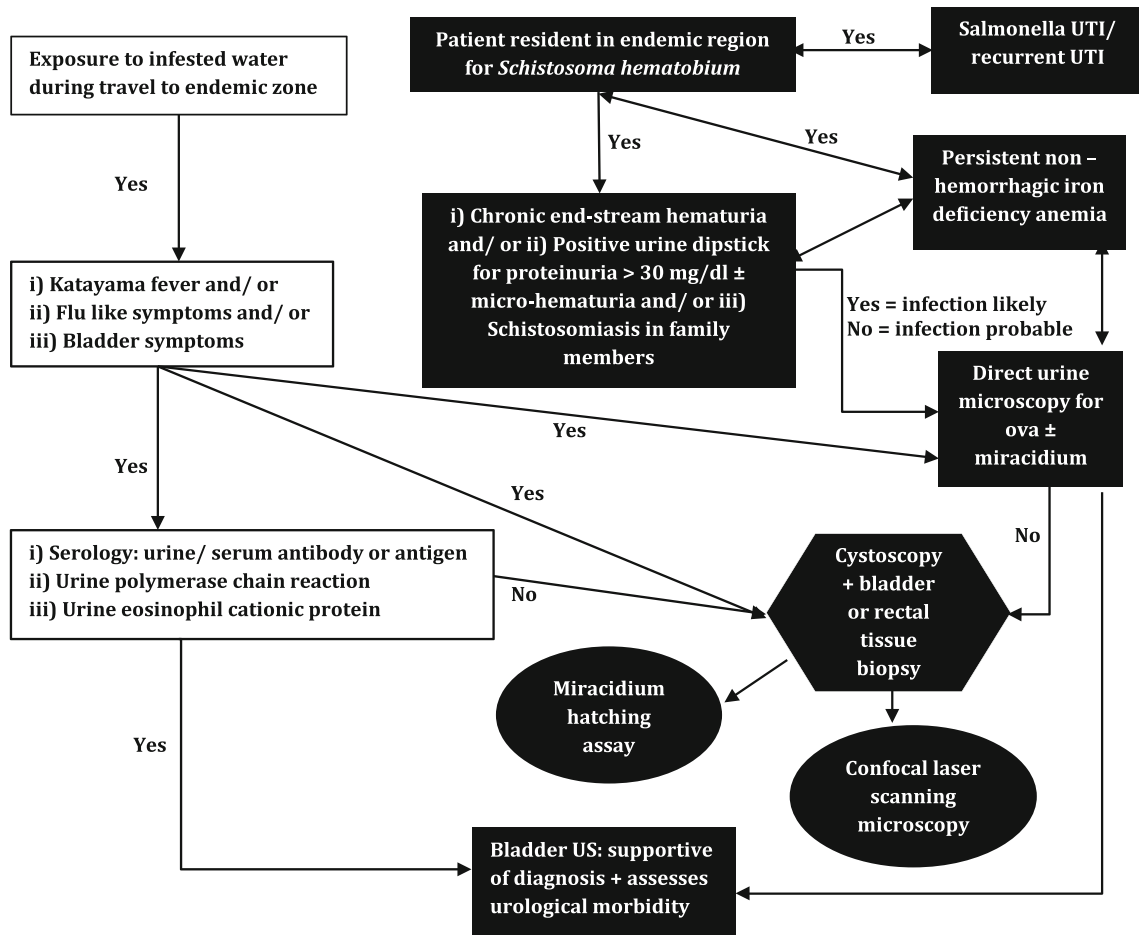 Exposure to infested water
during travel to endemic zone
Patient resident in endemic region
for Schistosoma hematobium
Yes
Salmonella UTI/
recurrent UTI
Yes
Yes
Yes
Persistent non –
hemorrhagic iron
deficiency anemia
i) Chronic end-stream hematuria
and/ or ii) Positive urine dipstick
for proteinuria > 30 mg/dl ±
micro-hematuria and/ or iii)
Schistosomiasis in family
members
i) Katayama fever and/ or
ii) Flu like symptoms and/ or
iii) Bladder symptoms
Yes = infection likely
No = infection probable
Direct urine
microscopy for
ova ±
miracidium
Yes
Yes
Yes
No
i) Serology: urine/ serum antibody or antigen
ii) Urine polymerase chain reaction
iii) Urine eosinophil cationic protein
No
Cystoscopy
+ bladder
or rectal
tissue
biopsy
Miracidium
hatching
assay
Yes
Confocal laser
scanning
microscopy
Bladder US: supportive
of diagnosis + assesses
urological morbidity